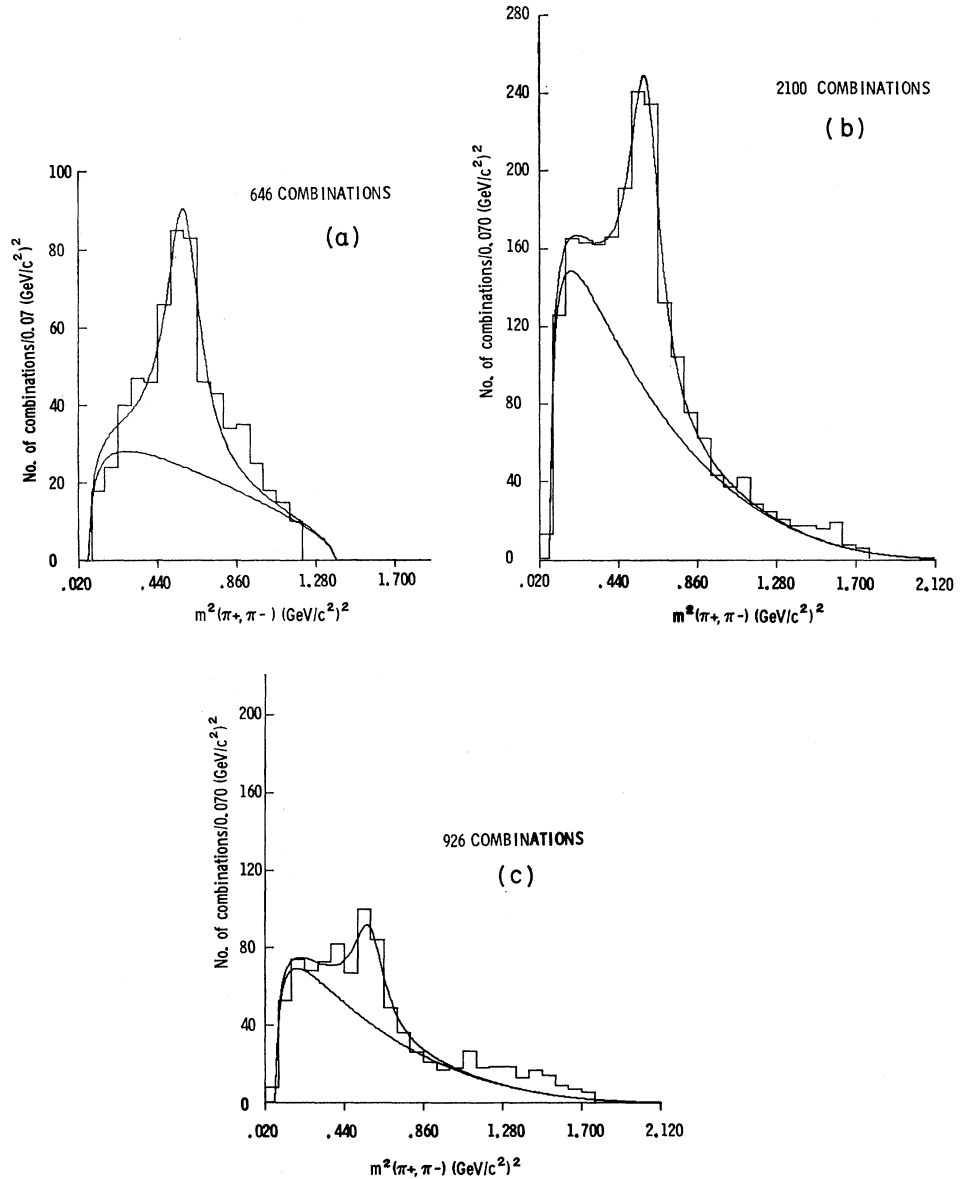 646 COMBINATIONS
(a)
No. of combinations/0.07 (GeV/c²)²
100
80
60
40
20
0
.020 .440 .860 1.280 1.700
m²(π+, π-) (GeV/c²)²
2100 COMBINATIONS
(b)
No. of combinations/0.070 (GeV/c²)²
280
240
200
160
120
80
40
0
.020 .440 .860 1.280 1.700 2.120
m²(π+, π-) (GeV/c²)²
926 COMBINATIONS
(c)
No. of combinations/0.070 (GeV/c²)²
200
160
120
80
40
0
.020 .440 .860 1.280 1.700 2.120
m²(π+, π-) (GeV/c²)²